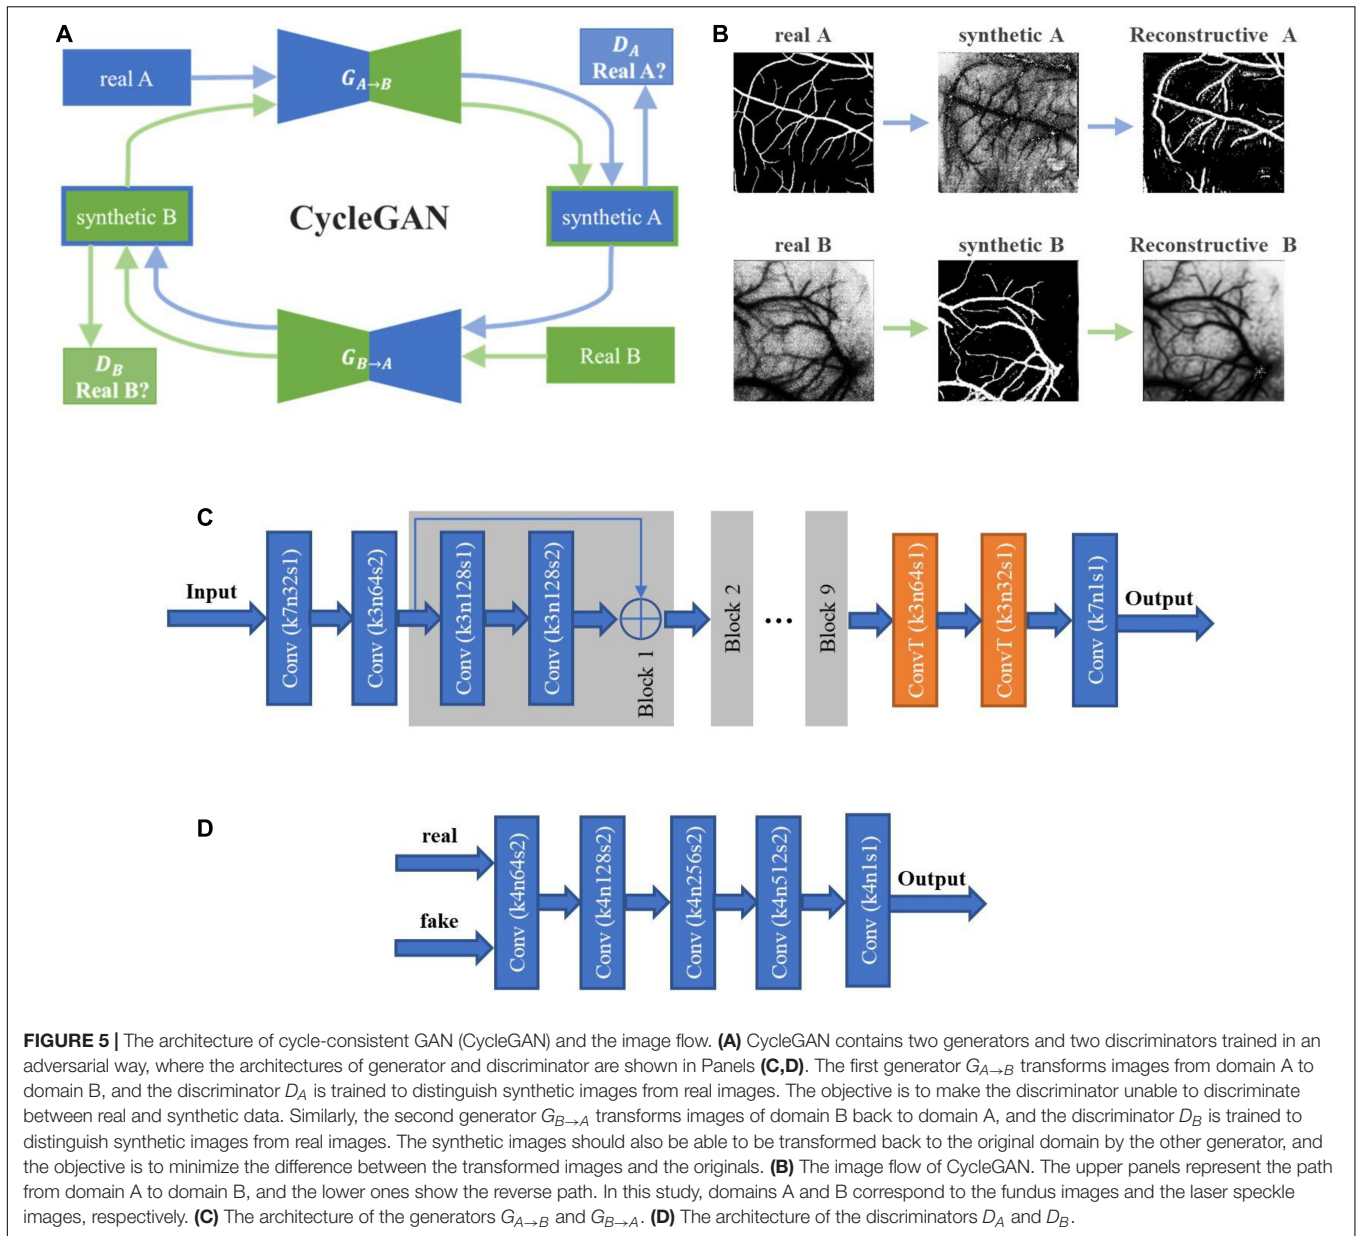 A
real A
G_{A→B}
D_A
Real A?
synthetic B
CycleGAN
synthetic A
D_B
Real B?
G_{B→A}
Real B
B
real A
synthetic A
Reconstructive A
real B
synthetic B
Reconstructive B
C
Input
Conv (k7n32s1)
Conv (k3n64s2)
Conv (k3n128s1)
Conv (k3n128s2)
Block 1
Block 2
...
Block 9
ConvT (k3n64s1)
ConvT (k3n32s1)
Conv (k7n1s1)
Output
D
real
fake
Conv (k4n64s2)
Conv (k4n128s2)
Conv (k4n256s2)
Conv (k4n512s2)
Conv (k4n1s1)
Output
FIGURE 5 | The architecture of cycle-consistent GAN (CycleGAN) and the image flow. (A) CycleGAN contains two generators and two discriminators trained in an
adversarial way, where the architectures of generator and discriminator are shown in Panels (C,D). The first generator G_{A→B} transforms images from domain A to
domain B, and the discriminator D_A is trained to distinguish synthetic images from real images. The objective is to make the discriminator unable to discriminate
between real and synthetic data. Similarly, the second generator G_{B→A} transforms images of domain B back to domain A, and the discriminator D_B is trained to
distinguish synthetic images from real images. The synthetic images should also be able to be transformed back to the original domain by the other generator, and
the objective is to minimize the difference between the transformed images and the originals. (B) The image flow of CycleGAN. The upper panels represent the path
from domain A to domain B, and the lower ones show the reverse path. In this study, domains A and B correspond to the fundus images and the laser speckle
images, respectively. (C) The architecture of the generators G_{A→B} and G_{B→A}. (D) The architecture of the discriminators D_A and D_B.